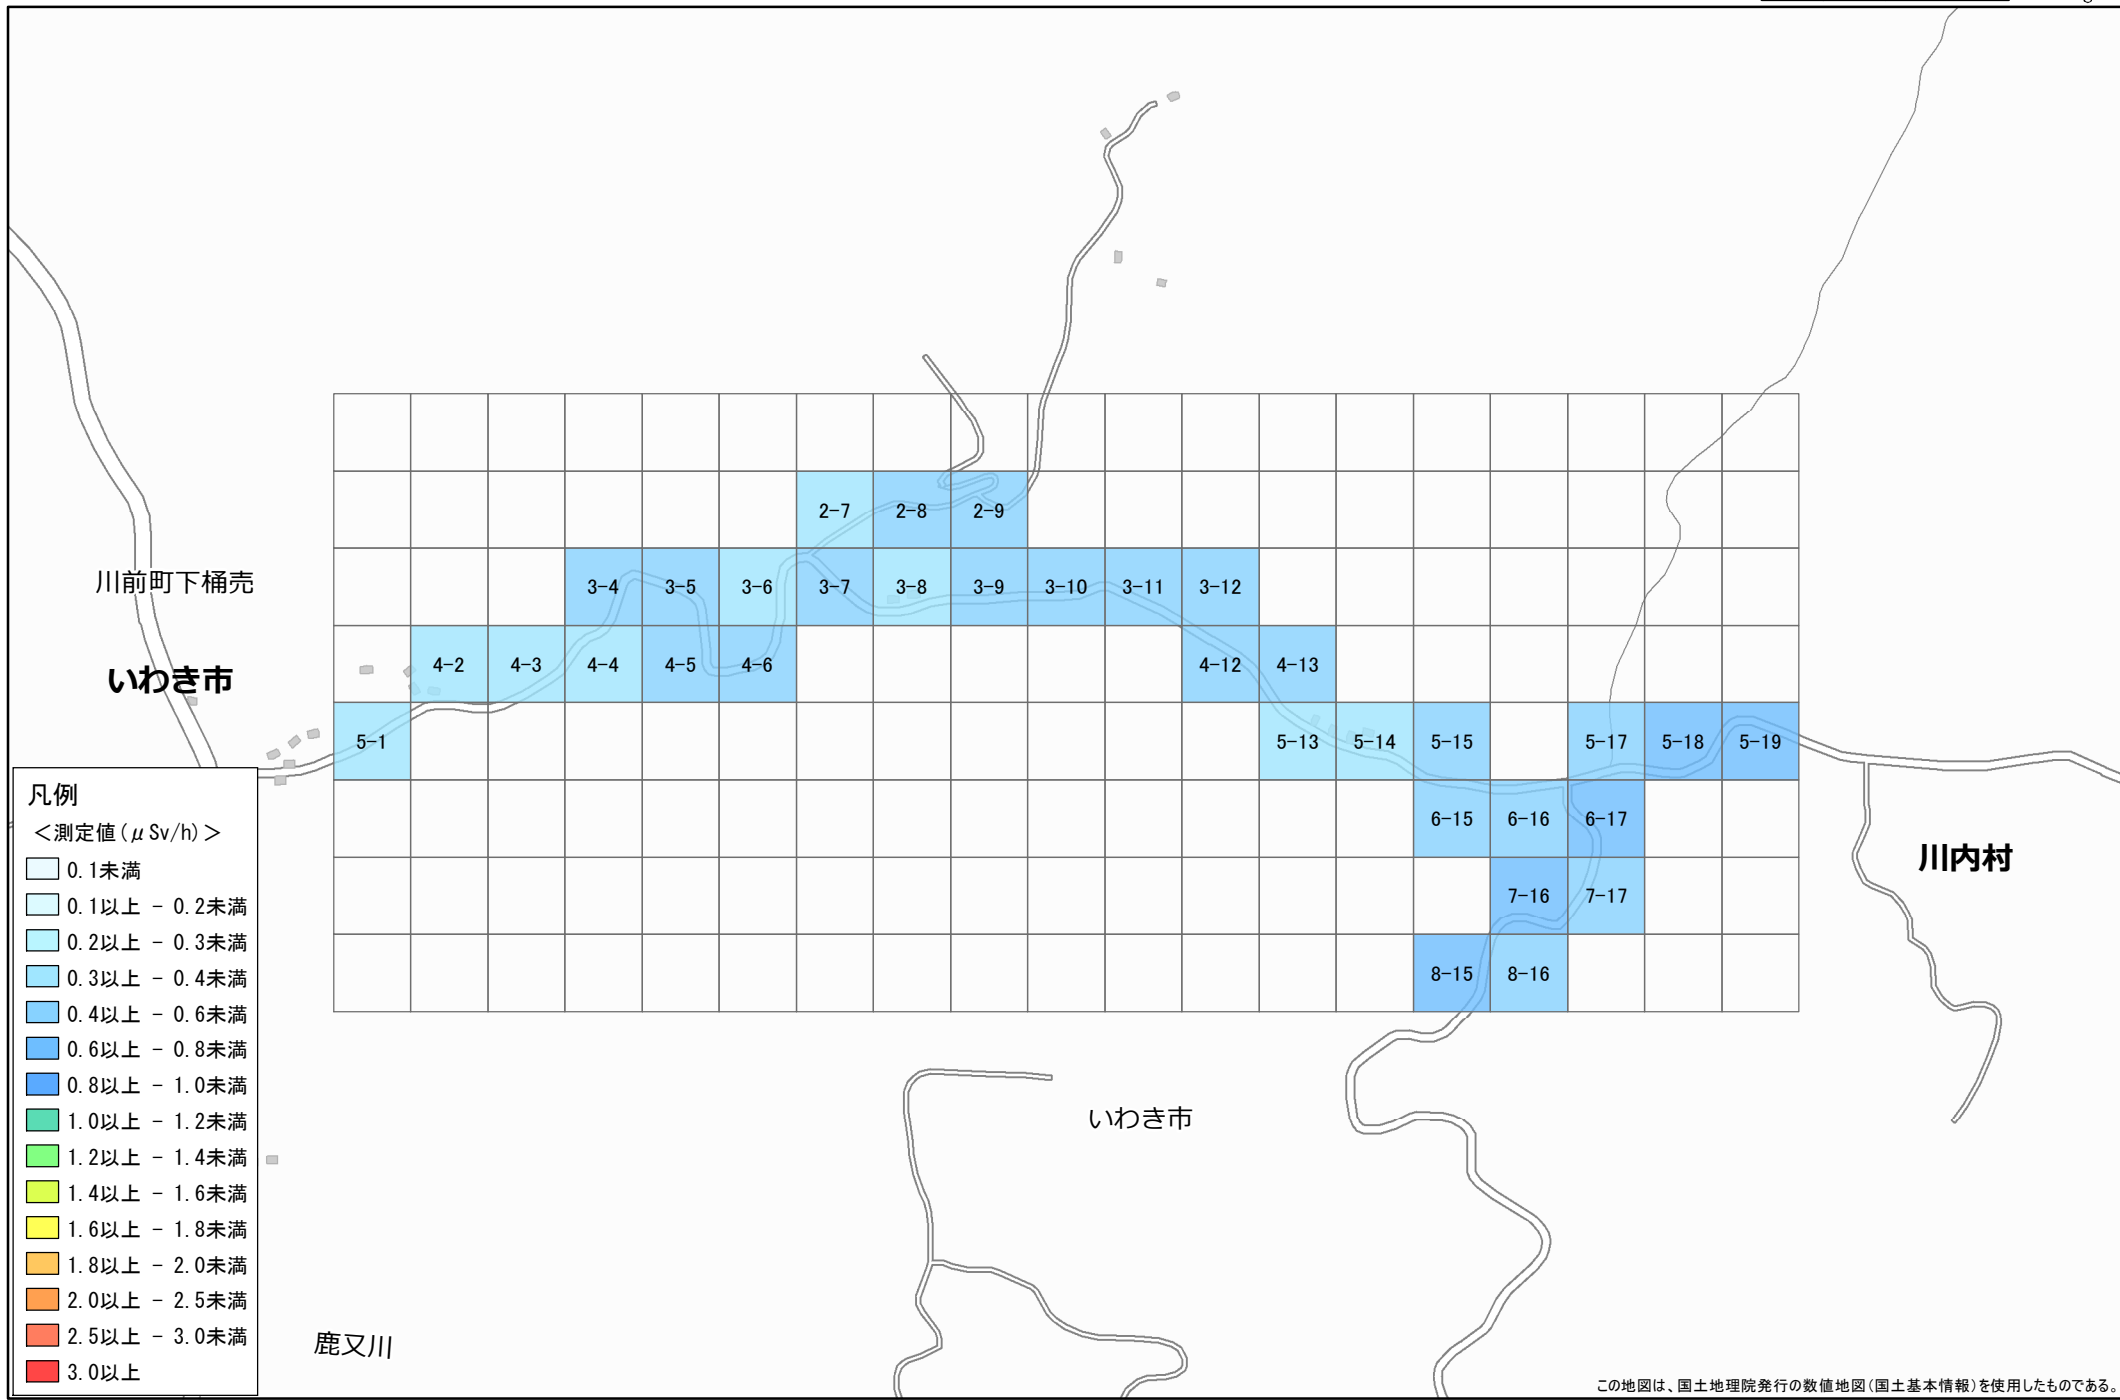 2-7 2-8 2-9
3-4 3-5 3-6 3-7 3-8 3-9 3-10 3-11 3-12
川前町下桶売
4-2 4-3 4-4 4-5 4-6 4-12 4-13
いわき市
5-1 5-13 5-14 5-15 5-17 5-18 5-19
6-15 6-16 6-17
川内村
7-16 7-17
8-15 8-16
いわき市
鹿又川
凡例
＜測定値(μSv/h)＞
0.1未満
0.1以上 - 0.2未満
0.2以上 - 0.3未満
0.3以上 - 0.4未満
0.4以上 - 0.6未満
0.6以上 - 0.8未満
0.8以上 - 1.0未満
1.0以上 - 1.2未満
1.2以上 - 1.4未満
1.4以上 - 1.6未満
1.6以上 - 1.8未満
1.8以上 - 2.0未満
2.0以上 - 2.5未満
2.5以上 - 3.0未満
3.0以上
この地図は、国土地理院発行の数値地図(国土基本情報)を使用したものである。